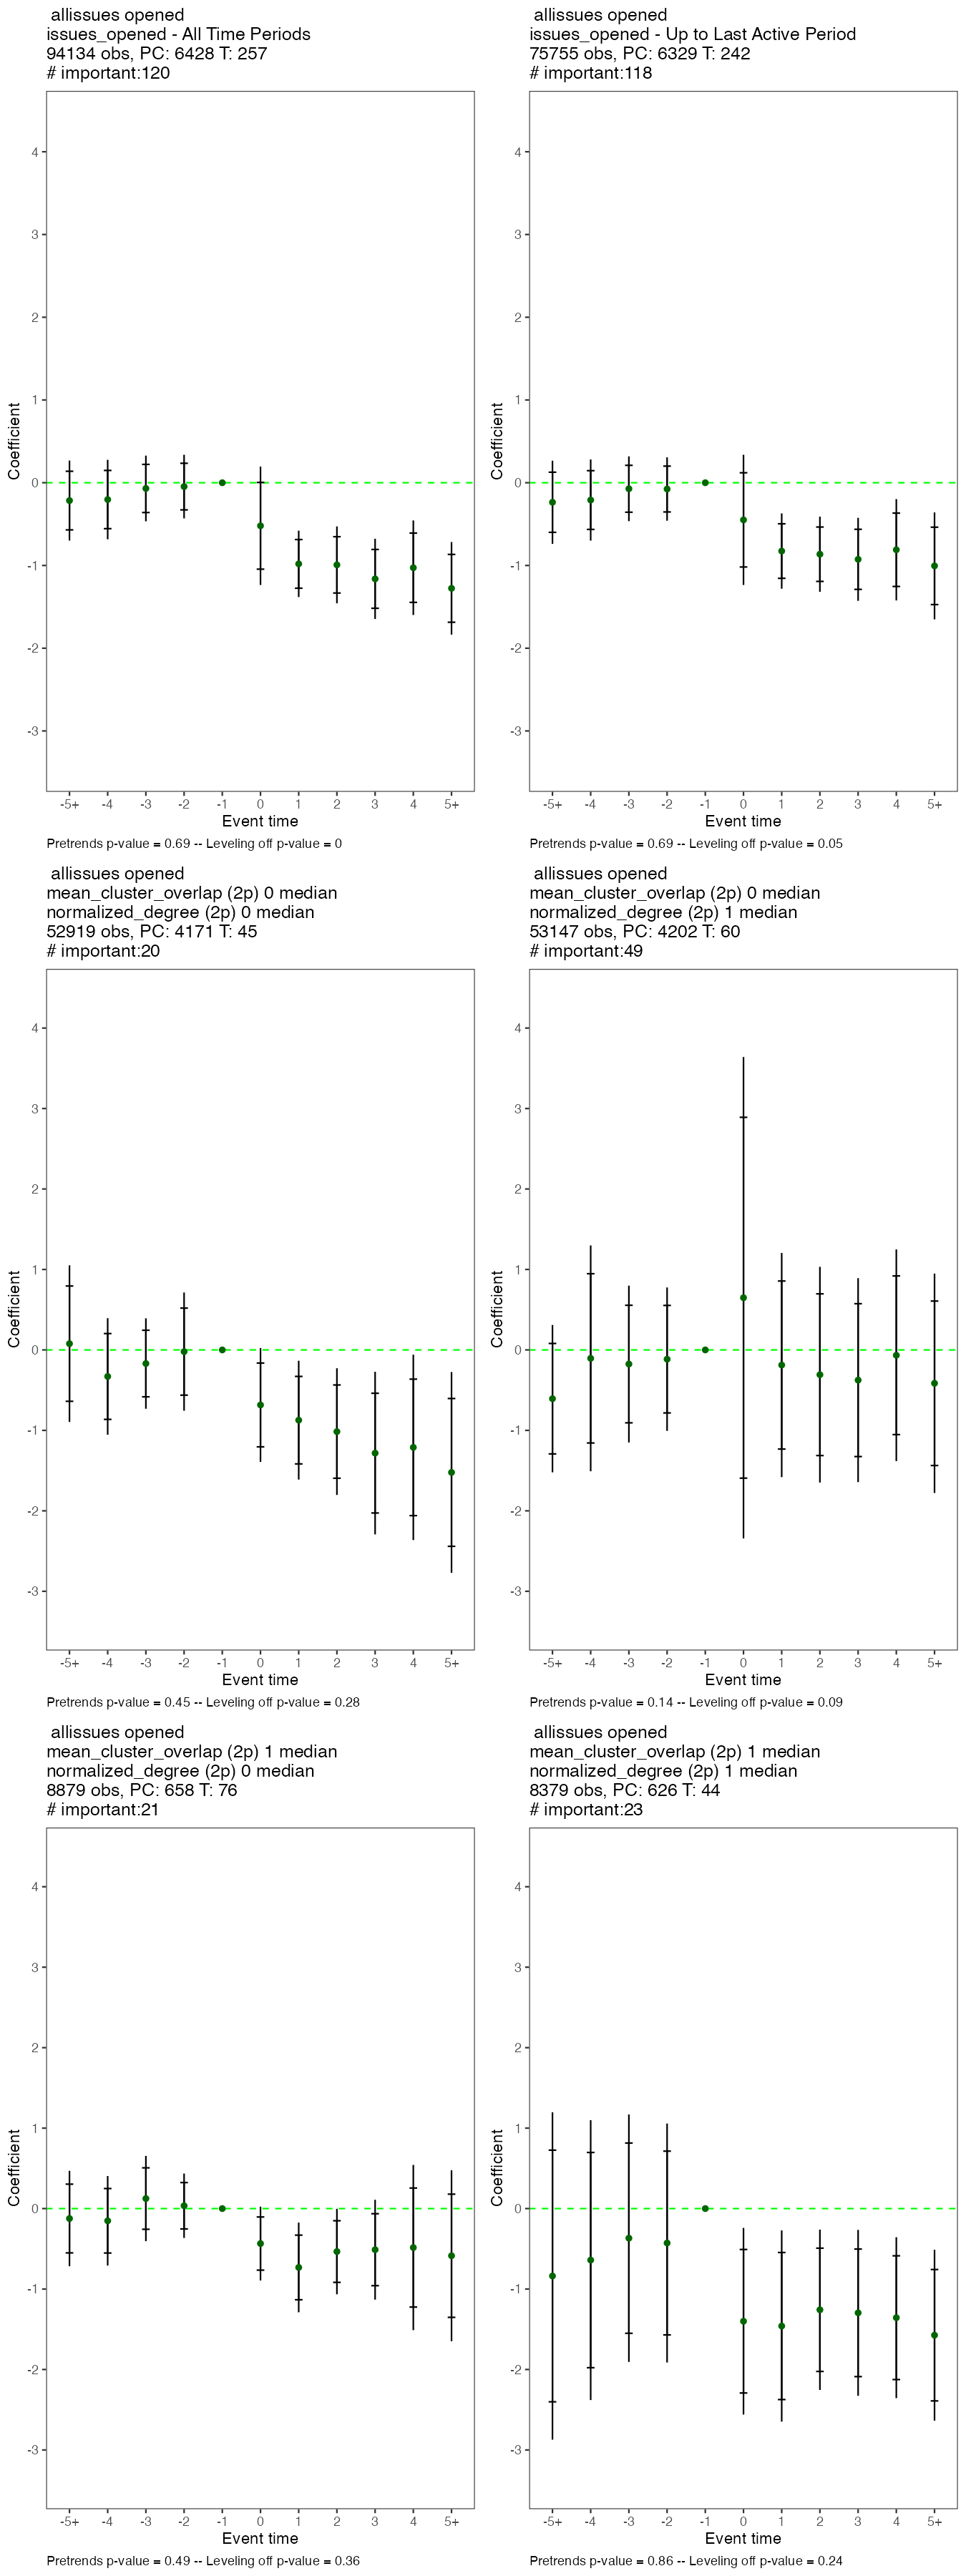 allissues opened
issues_opened - All Time Periods
94134 obs, PC: 6428 T: 257
# important:120
4
3
2
1
0
-1
-2
-3
Coefficient
-5+ -4 -3 -2 -1 0 1 2 3 4 5+
Event time
Pretrends p-value = 0.69 -- Leveling off p-value = 0
allissues opened
issues_opened - Up to Last Active Period
75755 obs, PC: 6329 T: 242
# important:118
4
3
2
1
0
-1
-2
-3
Coefficient
-5+ -4 -3 -2 -1 0 1 2 3 4 5+
Event time
Pretrends p-value = 0.69 -- Leveling off p-value = 0.05
allissues opened
mean_cluster_overlap (2p) 0 median
normalized_degree (2p) 0 median
52919 obs, PC: 4171 T: 45
# important:20
4
3
2
1
0
-1
-2
-3
Coefficient
-5+ -4 -3 -2 -1 0 1 2 3 4 5+
Event time
Pretrends p-value = 0.45 -- Leveling off p-value = 0.28
allissues opened
mean_cluster_overlap (2p) 0 median
normalized_degree (2p) 1 median
53147 obs, PC: 4202 T: 60
# important:49
4
3
2
1
0
-1
-2
-3
Coefficient
-5+ -4 -3 -2 -1 0 1 2 3 4 5+
Event time
Pretrends p-value = 0.14 -- Leveling off p-value = 0.09
allissues opened
mean_cluster_overlap (2p) 1 median
normalized_degree (2p) 0 median
8879 obs, PC: 658 T: 76
# important:21
4
3
2
1
0
-1
-2
-3
Coefficient
-5+ -4 -3 -2 -1 0 1 2 3 4 5+
Event time
Pretrends p-value = 0.49 -- Leveling off p-value = 0.36
allissues opened
mean_cluster_overlap (2p) 1 median
normalized_degree (2p) 1 median
8379 obs, PC: 626 T: 44
# important:23
4
3
2
1
0
-1
-2
-3
Coefficient
-5+ -4 -3 -2 -1 0 1 2 3 4 5+
Event time
Pretrends p-value = 0.86 -- Leveling off p-value = 0.24